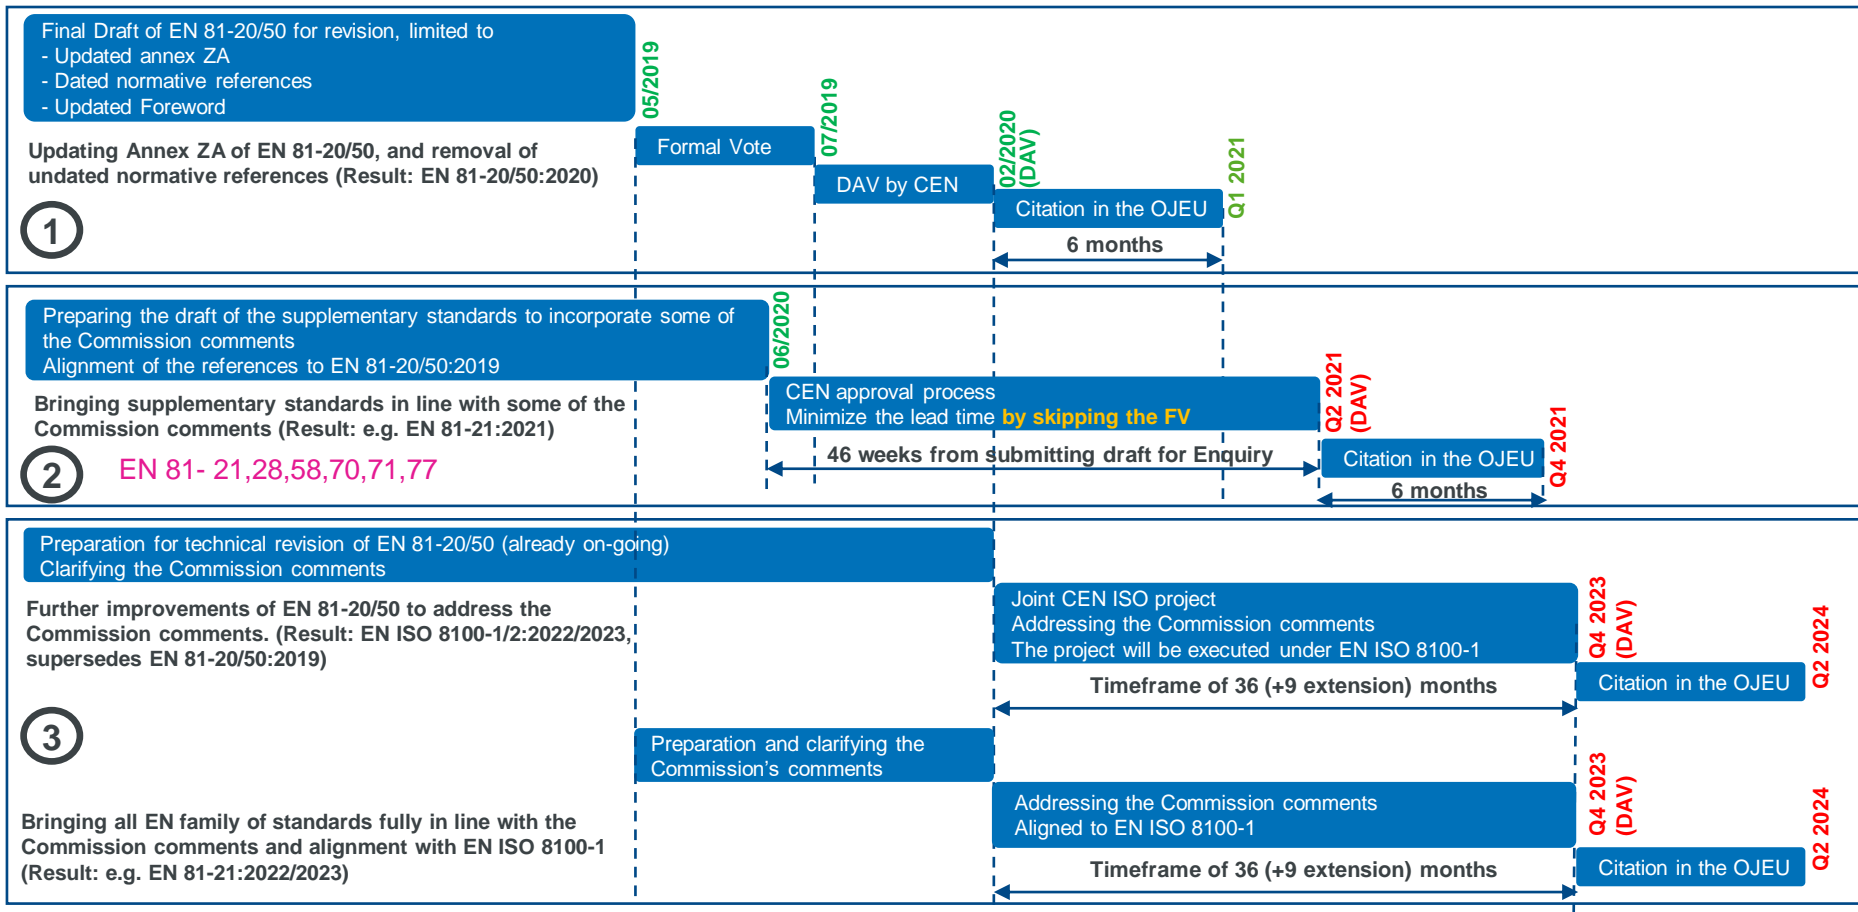 Final Draft of EN 81-20/50 for revision, limited to
- Updated annex ZA
- Dated normative references
- Updated Foreword
05/2019
Updating Annex ZA of EN 81-20/50, and removal of
undated normative references (Result: EN 81-20/50:2020)
1
Formal Vote
07/2019
DAV by CEN
02/2020
(DAV)
Citation in the OJEU
Q1 2021
6 months
Preparing the draft of the supplementary standards to incorporate some of
the Commission comments
Alignment of the references to EN 81-20/50:2019
06/2020
Bringing supplementary standards in line with some of the
Commission comments (Result: e.g. EN 81-21:2021)
2
EN 81- 21,28,58,70,71,77
CEN approval process
Minimize the lead time by skipping the FV
46 weeks from submitting draft for Enquiry
Q2 2021
(DAV)
Citation in the OJEU
Q4 2021
6 months
Preparation for technical revision of EN 81-20/50 (already on-going)
Clarifying the Commission comments
Further improvements of EN 81-20/50 to address the
Commission comments. (Result: EN ISO 8100-1/2:2022/2023,
supersedes EN 81-20/50:2019)
3
Joint CEN ISO project
Addressing the Commission comments
The project will be executed under EN ISO 8100-1
Timeframe of 36 (+9 extension) months
Q4 2023
(DAV)
Citation in the OJEU
Q2 2024
Preparation and clarifying the
Commission's comments
Bringing all EN family of standards fully in line with the
Commission comments and alignment with EN ISO 8100-1
(Result: e.g. EN 81-21:2022/2023)
Addressing the Commission comments
Aligned to EN ISO 8100-1
Timeframe of 36 (+9 extension) months
Q4 2023
(DAV)
Citation in the OJEU
Q2 2024